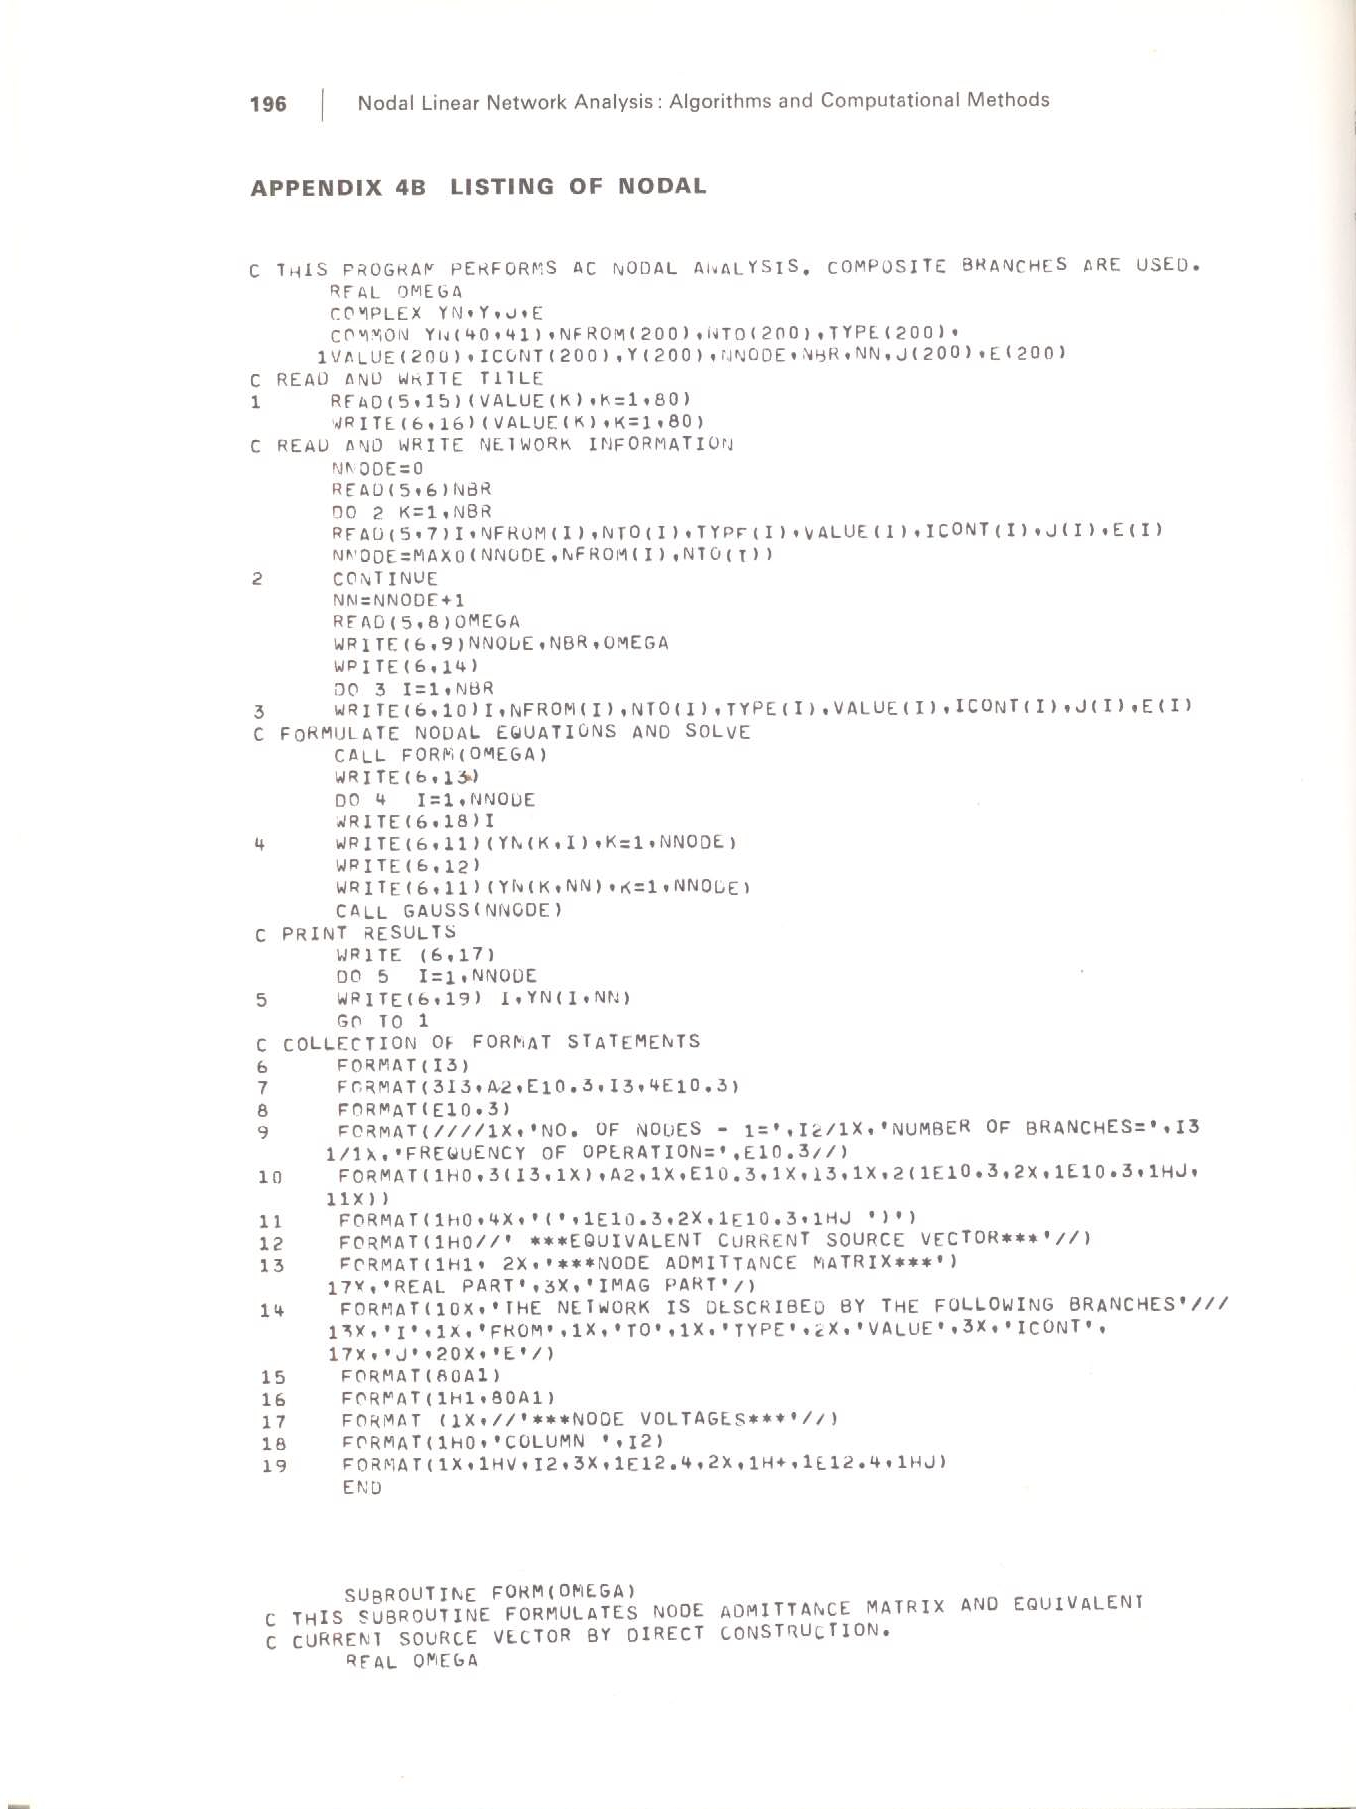 196 | Nodal Linear Network Analysis: Algorithms and Computational Methods
APPENDIX 4B LISTING OF NODAL
C THIS PROGRAM PERFORMS AC NODAL ANALYSIS. COMPOSITE BRANCHES ARE USED.
REAL OMEGA
COMPLEX YN,Y,J,E
COMMON YN(40,41),NFROM(200),NTO(200),TYPE(200),
1VALUE(200),ICONT(200),Y(200),NNODE,NBR,NN,J(200),E(200)
C READ AND WRITE TITLE
1 READ(5,15)(VALUE(K),K=1,80)
WRITE(6,16)(VALUE(K),K=1,80)
C READ AND WRITE NETWORK INFORMATION
NNODE=0
READ(5,6)NBR
DO 2 K=1,NBR
READ(5,7)I,NFROM(I),NTO(I),TYPE(I),VALUE(I),ICONT(I),J(I),E(I)
NNODE=MAX0(NNODE,NFROM(I),NTO(I))
2 CONTINUE
NN=NNODE+1
READ(5,8)OMEGA
WRITE(6,9)NNODE,NBR,OMEGA
WRITE(6,14)
DO 3 I=1,NBR
3 WRITE(6,10)I,NFROM(I),NTO(I),TYPE(I),VALUE(I),ICONT(I),J(I),E(I)
C FORMULATE NODAL EQUATIONS AND SOLVE
CALL FORM(OMEGA)
WRITE(6,13)
DO 4 I=1,NNODE
WRITE(6,18)I
4 WRITE(6,11)(YN(K,I),K=1,NNODE)
WRITE(6,12)
WRITE(6,11)(YN(K,NN),K=1,NNODE)
CALL GAUSS(NNODE)
C PRINT RESULTS
WRITE (6,17)
DO 5 I=1,NNODE
5 WRITE(6,19) I,YN(I,NN)
GO TO 1
C COLLECTION OF FORMAT STATEMENTS
6 FORMAT(I3)
7 FORMAT(3I3,A2,E10.3,I3,4E10.3)
8 FORMAT(E10.3)
9 FORMAT(////1X,'NO. OF NODES - 1=',I2/1X,'NUMBER OF BRANCHES=',I3
1/1X,'FREQUENCY OF OPERATION=',E10.3//)
10 FORMAT(1H0,3(I3,1X),A2,1X,E10.3,1X,I3,1X,2(1E10.3,2X,1E10.3,1HJ,
11X))
11 FORMAT(1H0,4X,'(',1E10.3,2X,1E10.3,1HJ ')')
12 FORMAT(1H0//' ***EQUIVALENT CURRENT SOURCE VECTOR***'//)
13 FORMAT(1H1, 2X,'***NODE ADMITTANCE MATRIX***')
17X,'REAL PART',3X,'IMAG PART'/)
14 FORMAT(10X,'THE NETWORK IS DESCRIBED BY THE FOLLOWING BRANCHES'///
13X,'I',1X,'FROM',1X,'TO',1X,'TYPE',2X,'VALUE',3X,'ICONT',
17X,'J',20X,'E'/)
15 FORMAT(80A1)
16 FORMAT(1H1,80A1)
17 FORMAT (1X,//'***NODE VOLTAGES***'//)
18 FORMAT(1H0,'COLUMN ',I2)
19 FORMAT(1X,1HV,I2,3X,1E12.4,2X,1H+,1E12.4,1HJ)
END
SUBROUTINE FORM(OMEGA)
C THIS SUBROUTINE FORMULATES NODE ADMITTANCE MATRIX AND EQUIVALENT
C CURRENT SOURCE VECTOR BY DIRECT CONSTRUCTION.
REAL OMEGA